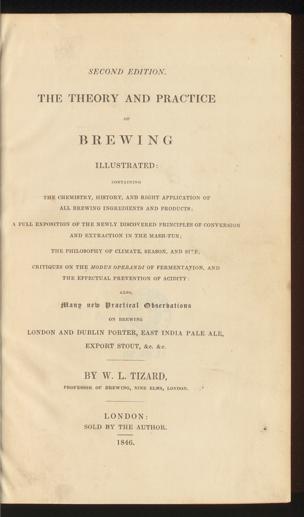 SECOND EDITION.
THE THEORY AND PRACTICE
OF
BREWING
ILLUSTRATED:
CONTAINING
THE CHEMISTRY, HISTORY, AND RIGHT APPLICATION OF
ALL BREWING INGREDIENTS AND PRODUCTS;
A FULL EXPOSITION OF THE NEWLY DISCOVERED PRINCIPLES OF CONVERSION
AND EXTRACTION IN THE MASH-TUN;
THE PHILOSOPHY OF CLIMATE, SEASON, AND SITE;
CRITIQUES ON THE MODUS OPERANDI OF FERMENTATION, AND
THE EFFECTUAL PREVENTION OF ACIDITY:
ALSO,
Many new Practical Observations
ON BREWING
LONDON AND DUBLIN PORTER, EAST INDIA PALE ALE,
EXPORT STOUT, &c. &c.
BY W. L. TIZARD,
PROFESSOR OF BREWING, NINE ELMS, LONDON.
LONDON:
SOLD BY THE AUTHOR.
1846.